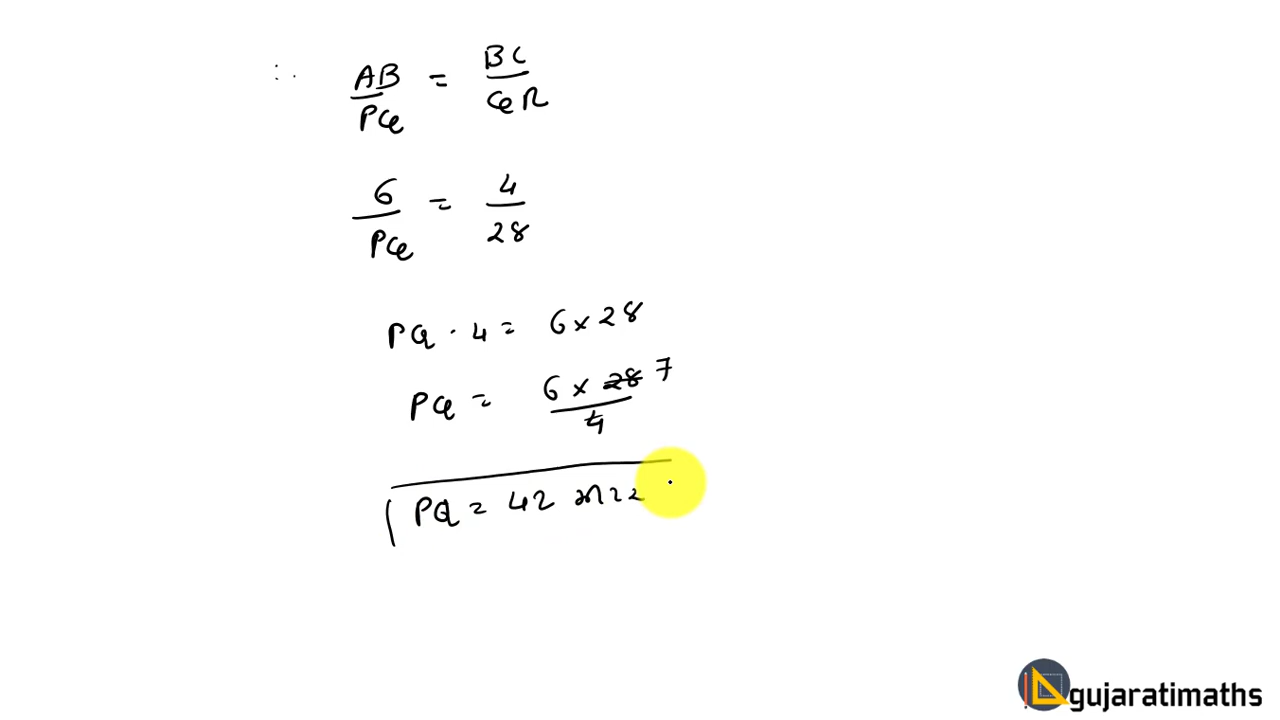 ∴ AB/PQ = BC/QR
6/PQ = 4/28
PQ · 4 = 6 × 28
PQ = 6 × 28 7 / 4
PQ = 42 મીટર
gujaratimaths